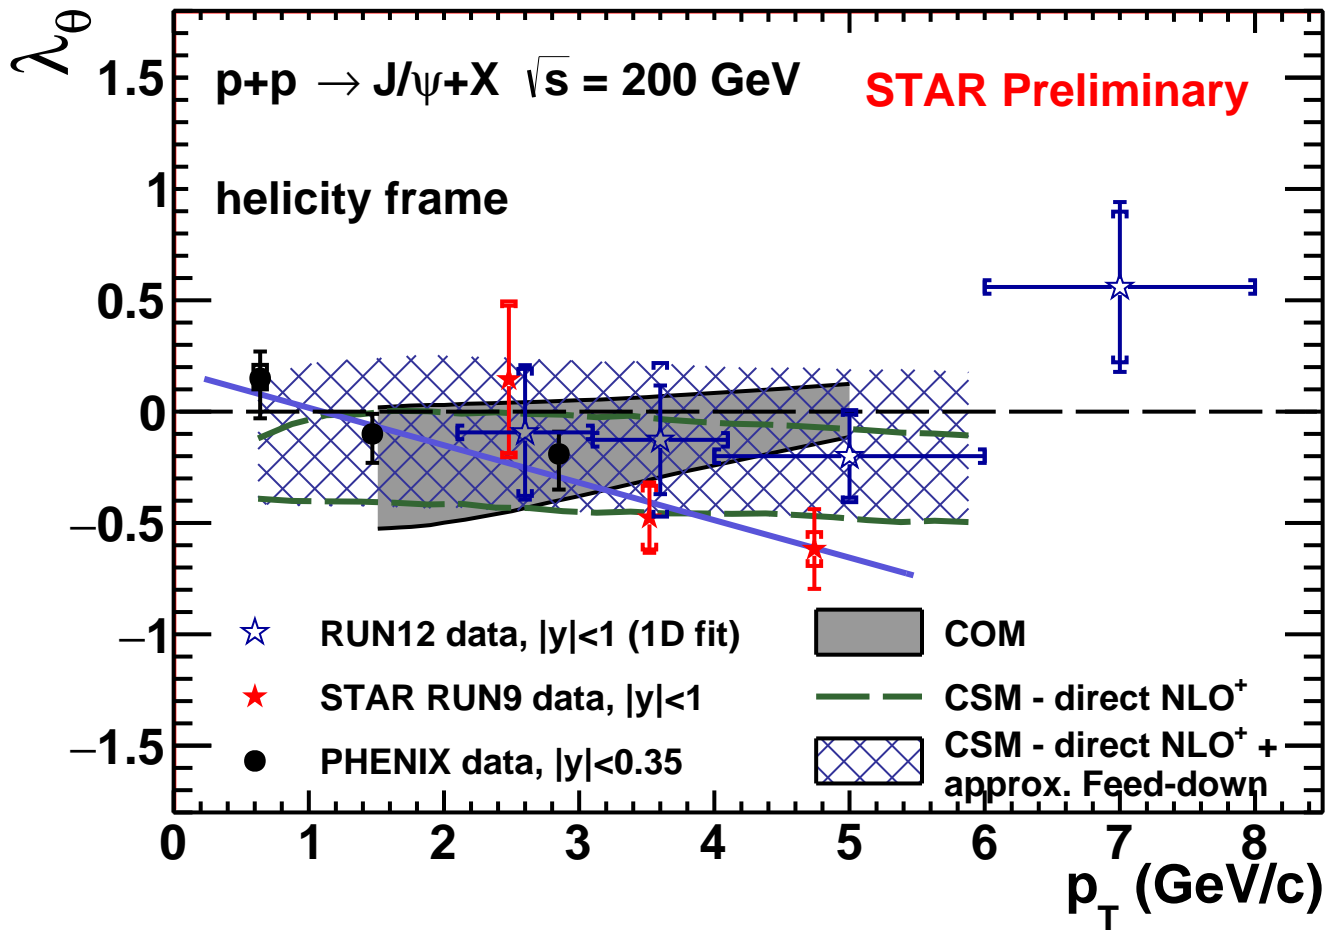 λθ
p+p → J/ψ+X √s = 200 GeV
STAR Preliminary
helicity frame
1.5
1
0.5
0
−0.5
−1
−1.5
RUN12 data, |y|<1 (1D fit)
STAR RUN9 data, |y|<1
PHENIX data, |y|<0.35
COM
CSM - direct NLO⁺
CSM - direct NLO⁺ +
approx. Feed-down
0 1 2 3 4 5 6 7 8
p_T (GeV/c)